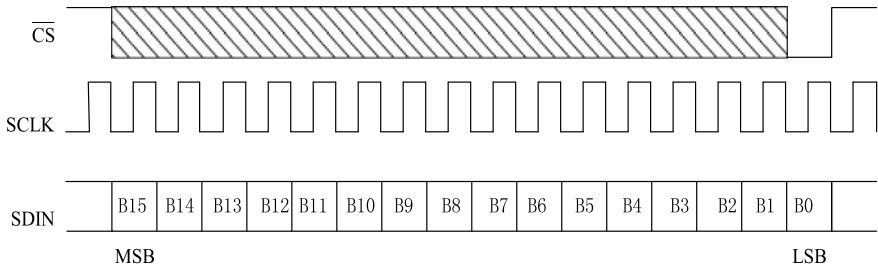 C̅S̅
SCLK
SDIN B15 B14 B13 B12 B11 B10 B9 B8 B7 B6 B5 B4 B3 B2 B1 B0
MSB LSB